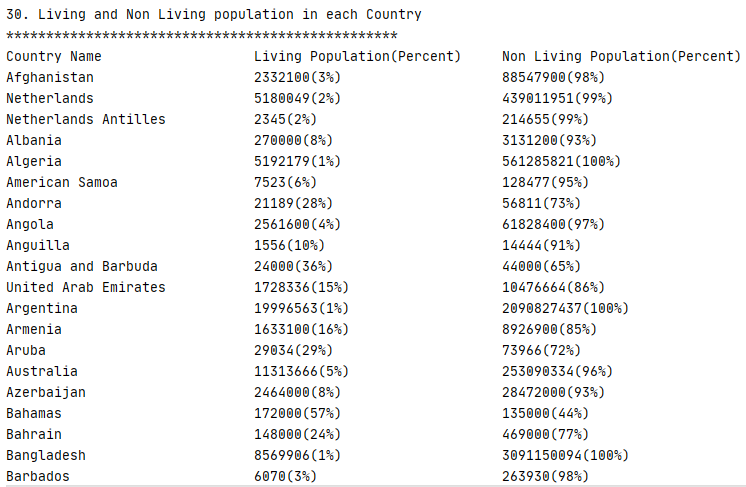 30. Living and Non Living population in each Country
*************************************************
Country Name Living Population(Percent) Non Living Population(Percent)
Afghanistan 2332100(3%) 88547900(98%)
Netherlands 5180049(2%) 439011951(99%)
Netherlands Antilles 2345(2%) 214655(99%)
Albania 270000(8%) 3131200(93%)
Algeria 5192179(1%) 561285821(100%)
American Samoa 7523(6%) 128477(95%)
Andorra 21189(28%) 56811(73%)
Angola 2561600(4%) 61828400(97%)
Anguilla 1556(10%) 14444(91%)
Antigua and Barbuda 24000(36%) 44000(65%)
United Arab Emirates 1728336(15%) 10476664(86%)
Argentina 19996563(1%) 2090827437(100%)
Armenia 1633100(16%) 8926900(85%)
Aruba 29034(29%) 73966(72%)
Australia 11313666(5%) 253090334(96%)
Azerbaijan 2464000(8%) 28472000(93%)
Bahamas 172000(57%) 135000(44%)
Bahrain 148000(24%) 469000(77%)
Bangladesh 8569906(1%) 3091150094(100%)
Barbados 6070(3%) 263930(98%)